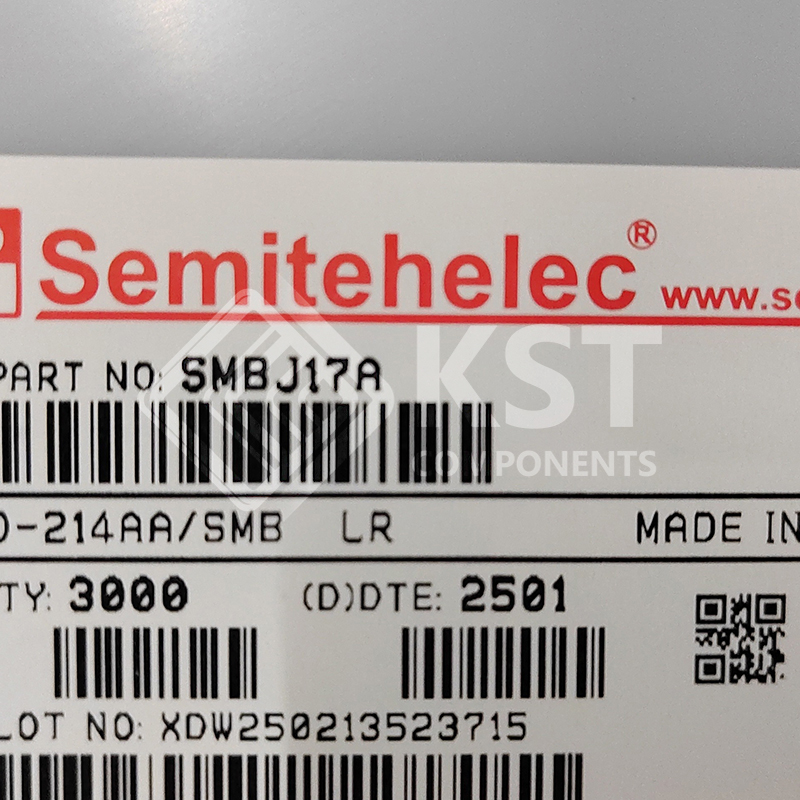 Semitehelec®
www.se
PART NO: SMBJ17A
KST
COMPONENTS
O-214AA/SMB LR MADE IN
TY: 3000 (D)DTE: 2501
LOT NO: XDW250213523715